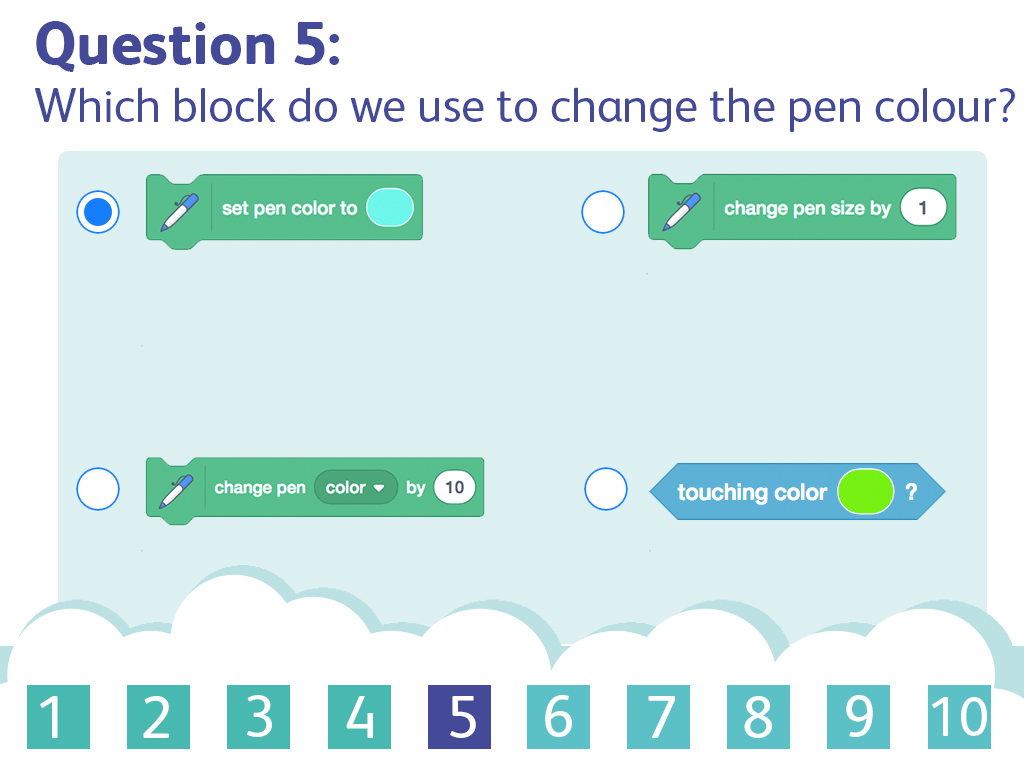 Question 5:
Which block do we use to change the pen colour?
set pen color to
change pen size by 1
change pen color by 10
touching color ?
1 2 3 4 5 6 7 8 9 10